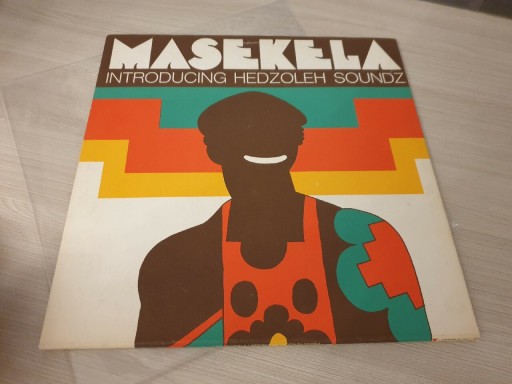 MASEKELA
INTRODUCING HEDZOLEH SOUNDZ